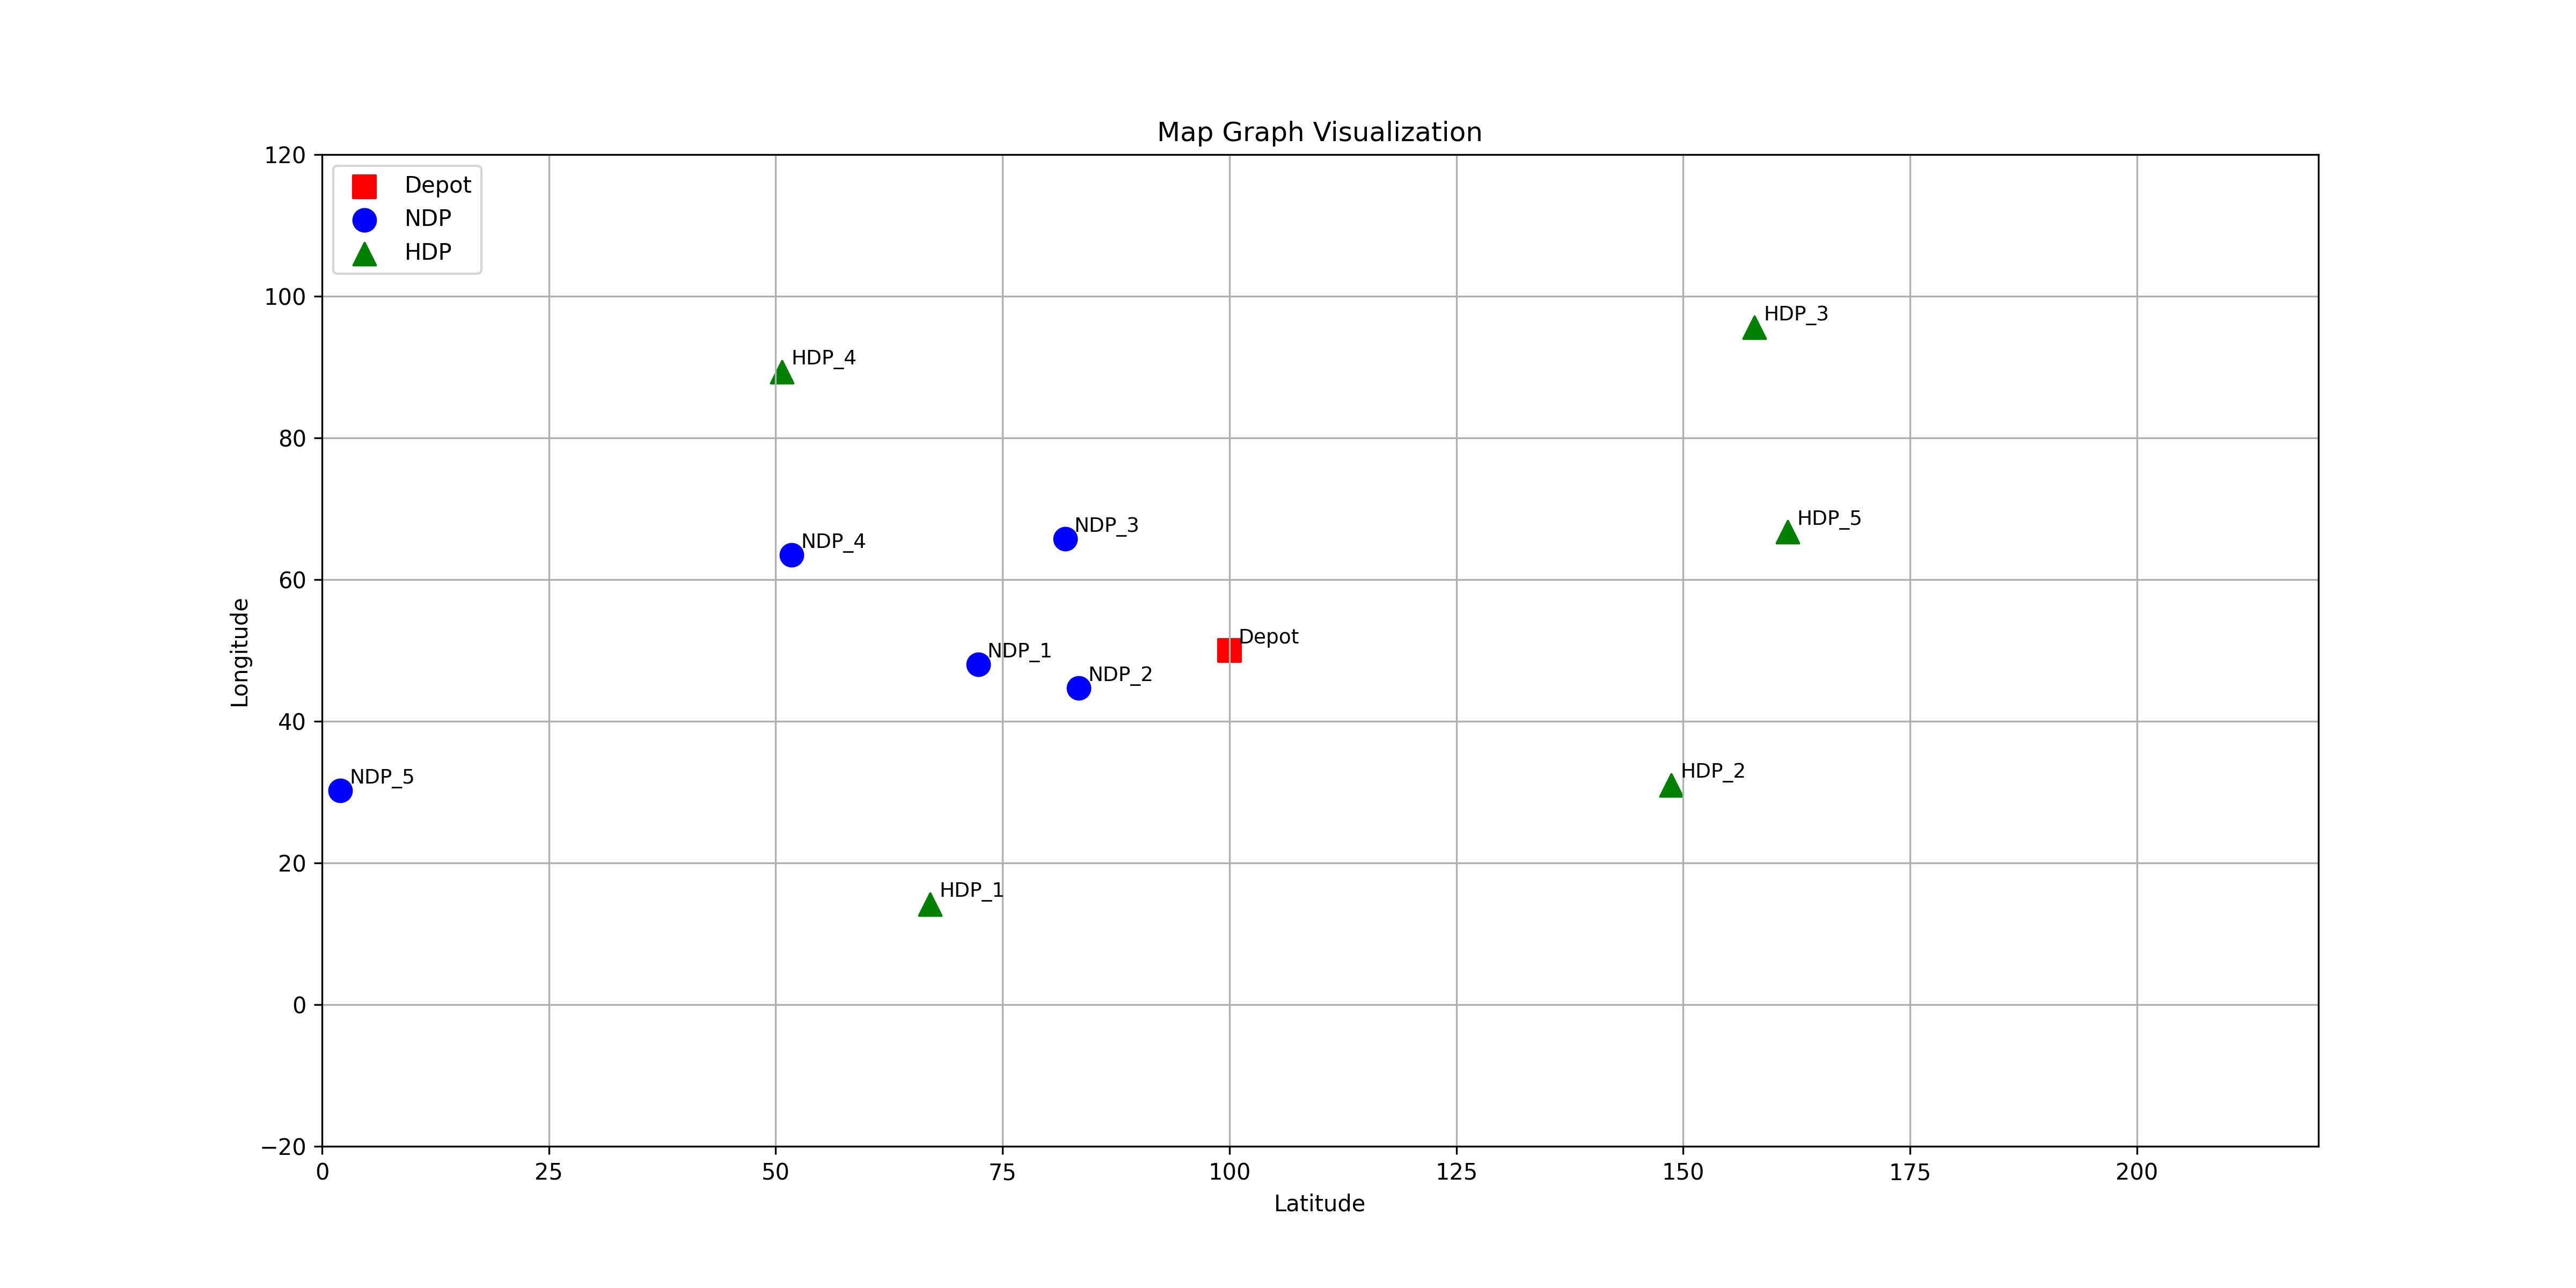 Map Graph Visualization
120
100
80
60
40
20
0
−20
Longitude
Depot
NDP
HDP
HDP_3
HDP_4
HDP_5
NDP_3
NDP_4
Depot
NDP_1
NDP_2
HDP_2
NDP_5
HDP_1
0 25 50 75 100 125 150 175 200
Latitude